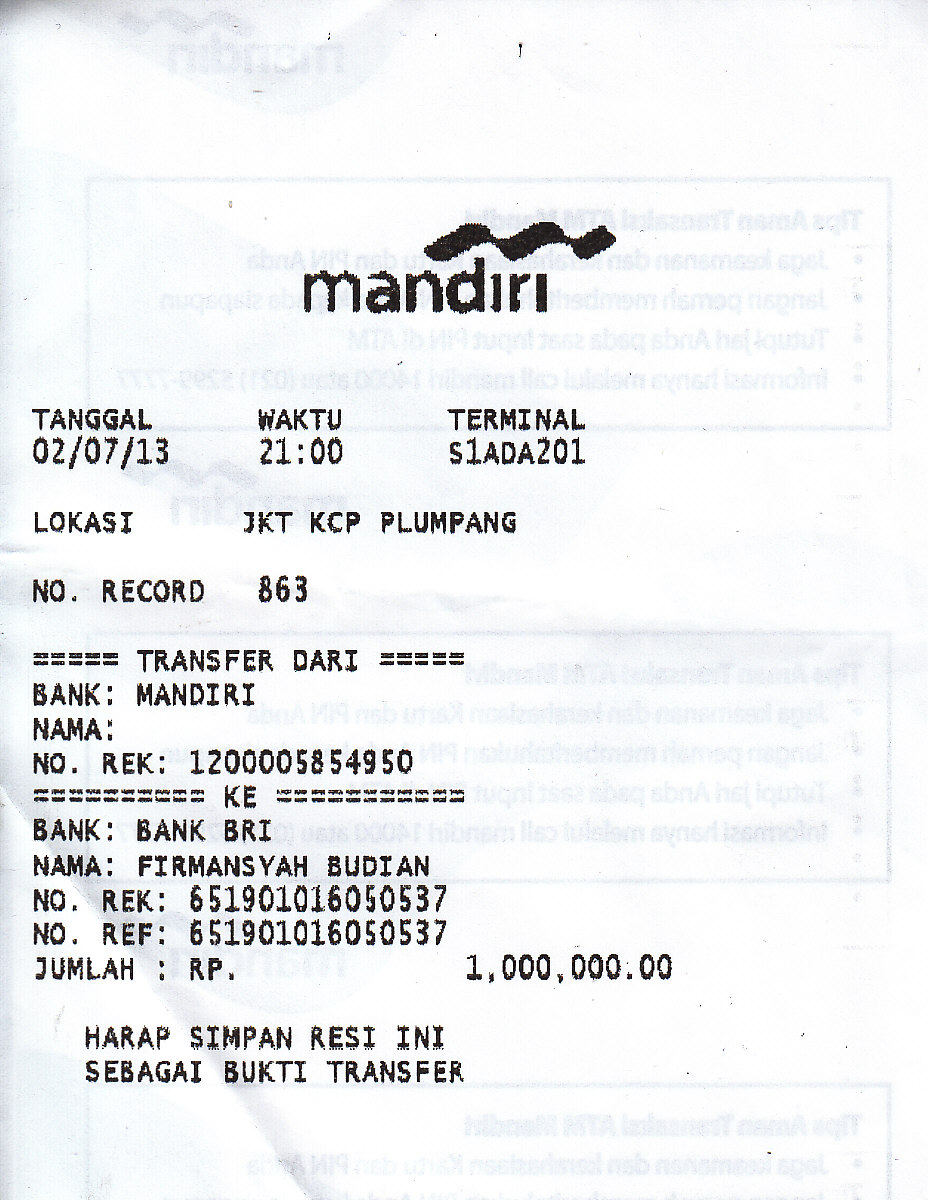 mandiri
TANGGAL WAKTU TERMINAL
02/07/13 21:00 S1ADA201
LOKASI JKT KCP PLUMPANG
NO. RECORD 863
===== TRANSFER DARI =====
BANK: MANDIRI
NAMA:
NO. REK: 1200005854950
========== KE ===========
BANK: BANK BRI
NAMA: FIRMANSYAH BUDIAN
NO. REK: 651901016050537
NO. REF: 651901016050537
JUMLAH : RP. 1,000,000.00
HARAP SIMPAN RESI INI
SEBAGAI BUKTI TRANSFER